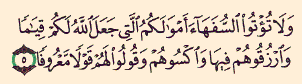 وَلَا تُؤْتُوا۟ ٱلسُّفَهَآءَ أَمْوَٰلَكُمُ ٱلَّتِى جَعَلَ ٱللَّهُ لَكُمْ قِيَـٰمًا
وَٱرْزُقُوهُمْ فِيهَا وَٱكْسُوهُمْ وَقُولُوا۟ لَهُمْ قَوْلًا مَّعْرُوفًا ٥